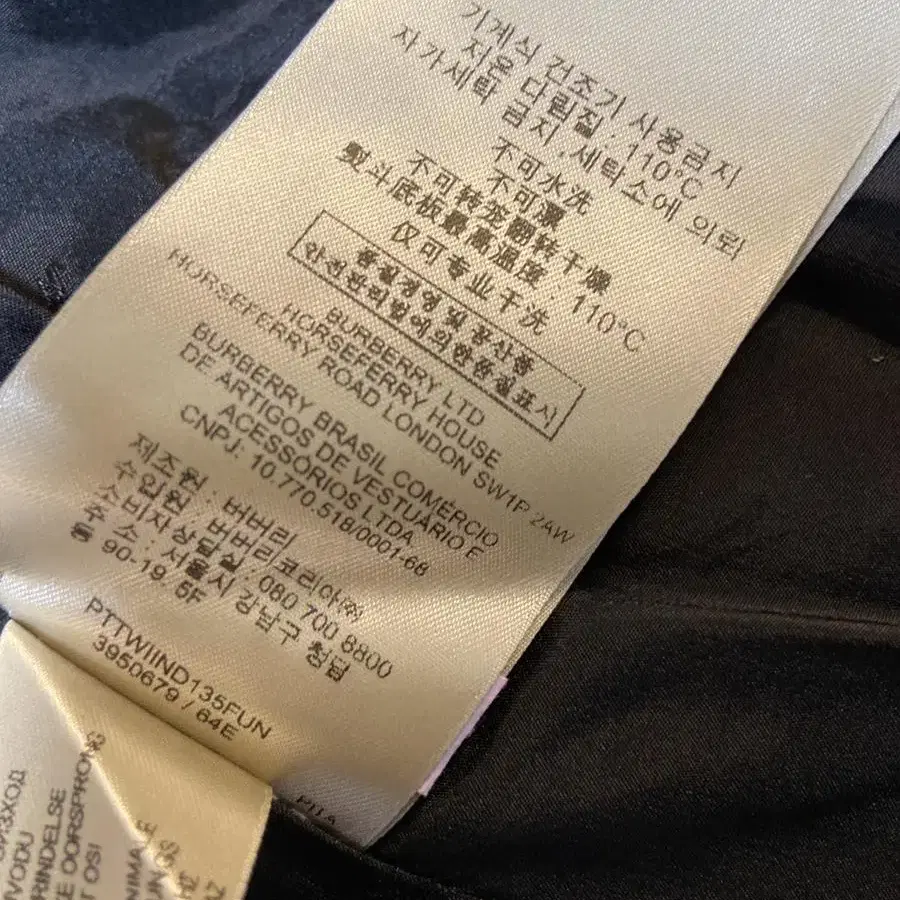 기계식 건조기 사용금지
저온 다림질 : 110°C
자가세탁 금지, 세탁소에 의뢰
不可水洗
不可漂
不可转笼翻转干燥
熨斗底板最高温度 : 110°C
仅可专业干洗
품질경영및공산품
안전관리법에의한품질표시
BURBERRY LTD
HORSEFERRY HOUSE
HORSEFERRY ROAD LONDON SW1P 2AW
BURBERRY BRASIL COMERCIO
DE ARTIGOS DE VESTUARIO E
ACESSÓRIOS LTDA
CNPJ: 10.770.518/0001-66
제조원 : 버버리
수입원 : 버버리코리아㈜
소비자상담실 : 080 700 8800
주 소 : 서울시 강남구 청담
동 90-19. 5F
PTTWIIND135FUN
3950679 / 64E
VODU
RINDELSE
OORSPRONG
OS!